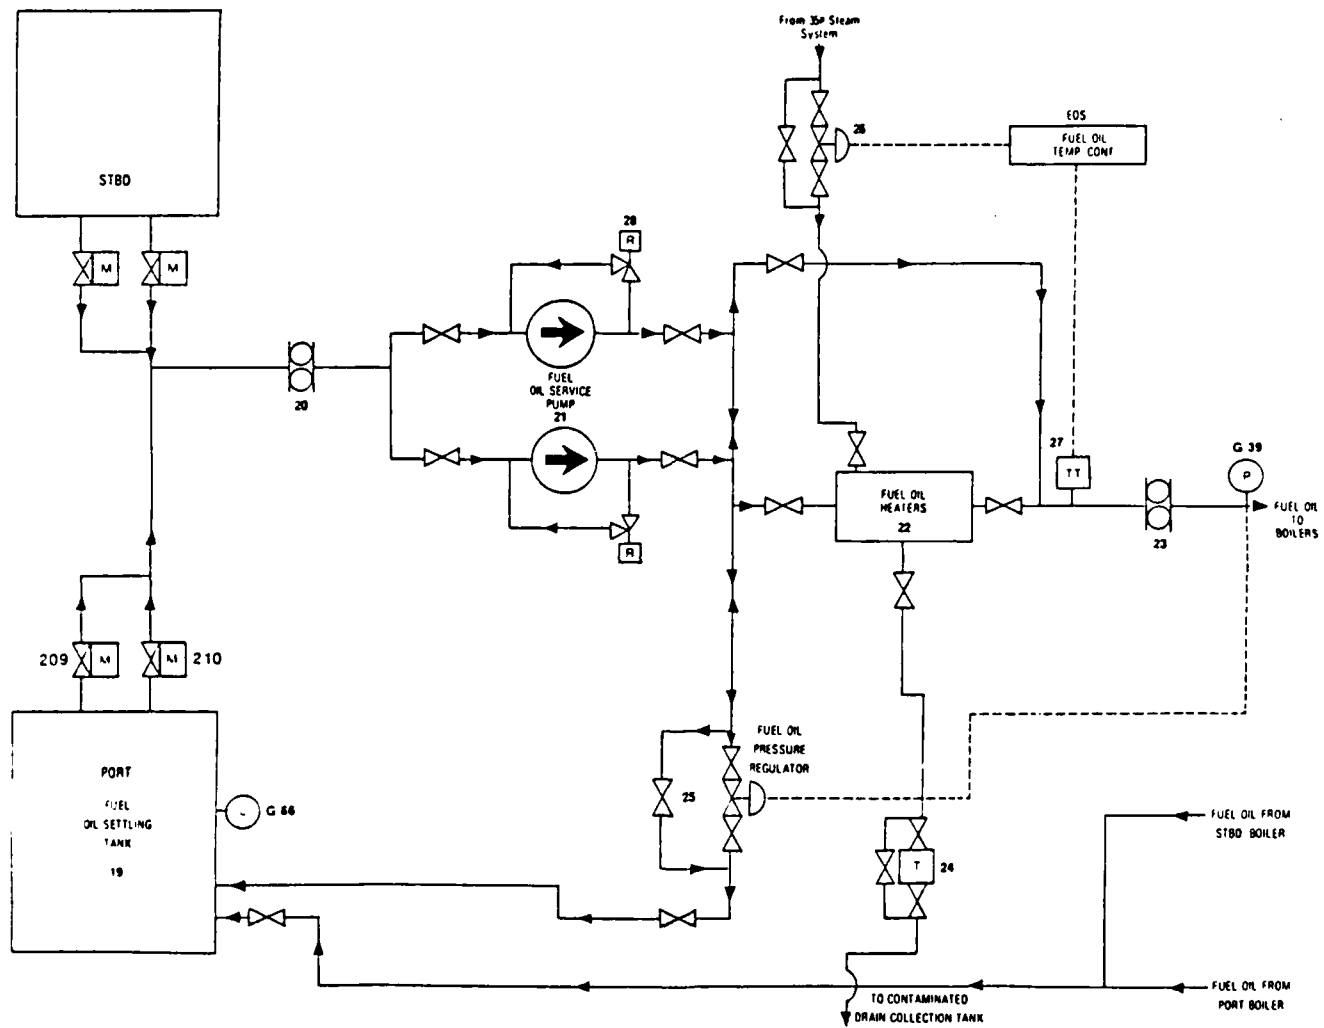 From 35# Steam
System
26
EOS
FUEL OIL
TEMP CONT
STBD
M
M
28
R
FUEL
OIL SERVICE
PUMP
21
20
R
27
TT
G 39
P
FUEL OIL
HEATERS
22
23
FUEL OIL
TO
BOILERS
209
M
M
210
PORT
FUEL
OIL SETTLING
TANK
19
G 66
FUEL OIL
PRESSURE
REGULATOR
25
T
24
FUEL OIL FROM
STBD BOILER
FUEL OIL FROM
PORT BOILER
TO CONTAMINATED
DRAIN COLLECTION TANK